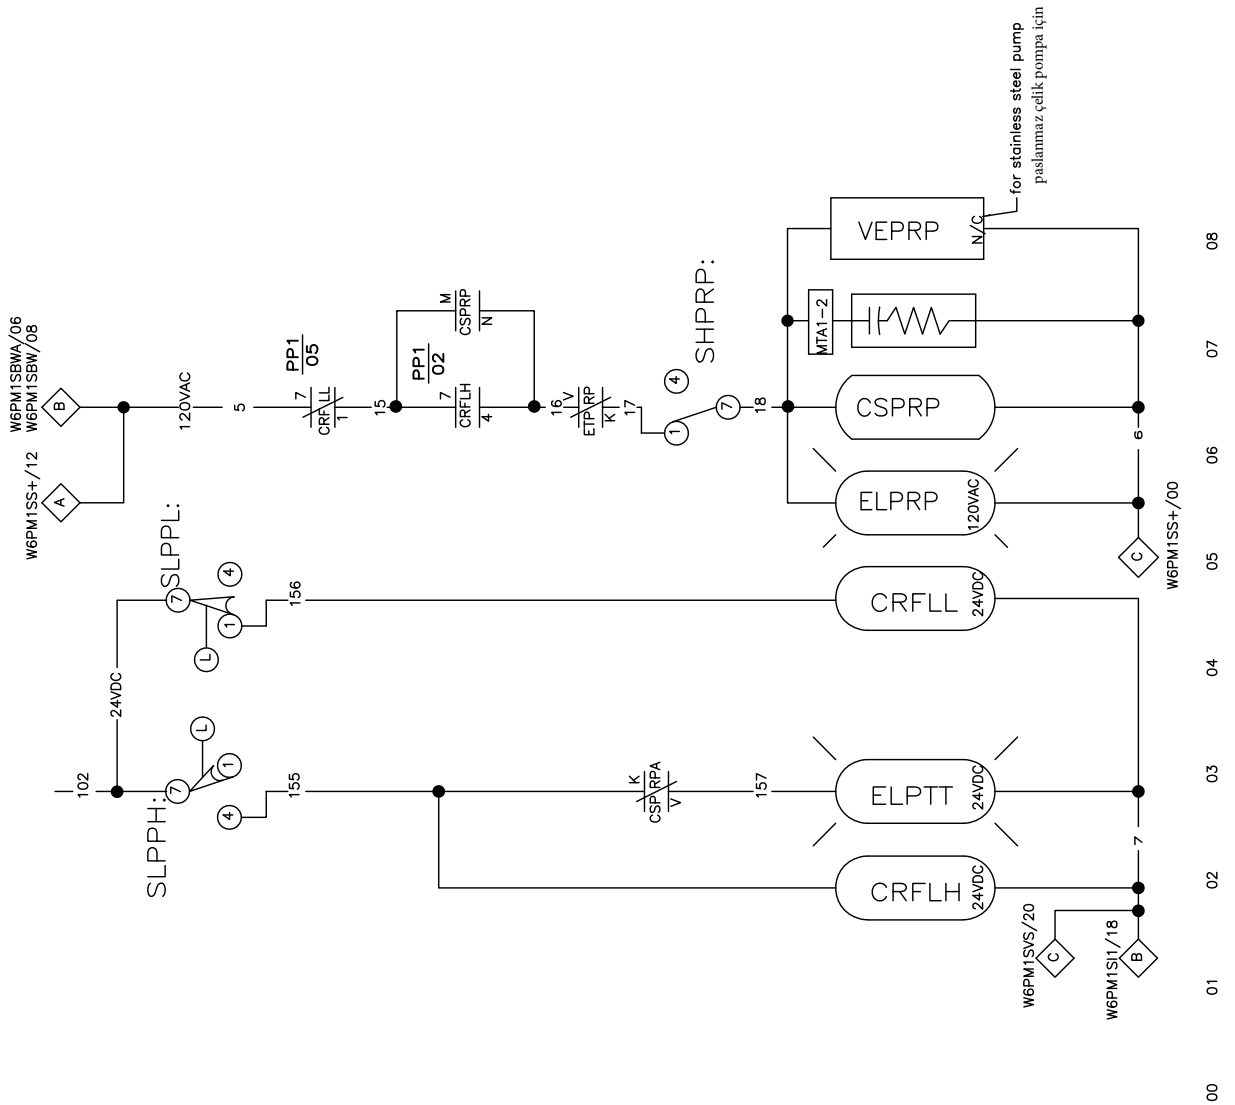 W6PM1SBWA/06
W6PM1SBW/08
B
W6PM1SS+/12
A
120VAC
5
PP1
05
7
CRFLL
1
15
PP1
02
M
CSPRP
N
7
CRFLH
4
16
V
ETPRP
K
17
SHPRP:
4
1
7
18
VEPRP
N/C
for stainless steel pump
paslanmaz çelik pompa için
MTA1-2
CSPRP
6
ELPRP
120VAC
C
W6PM1SS+/00
SLPPL:
7
4
1
L
156
24VDC
CRFLL
24VDC
102
SLPPH:
7
L
1
4
155
K
CSPRPA
V
157
ELPTT
24VDC
7
CRFLH
24VDC
W6PM1SVS/20
C
W6PM1SI1/18
B
00
01
02
03
04
05
06
07
08